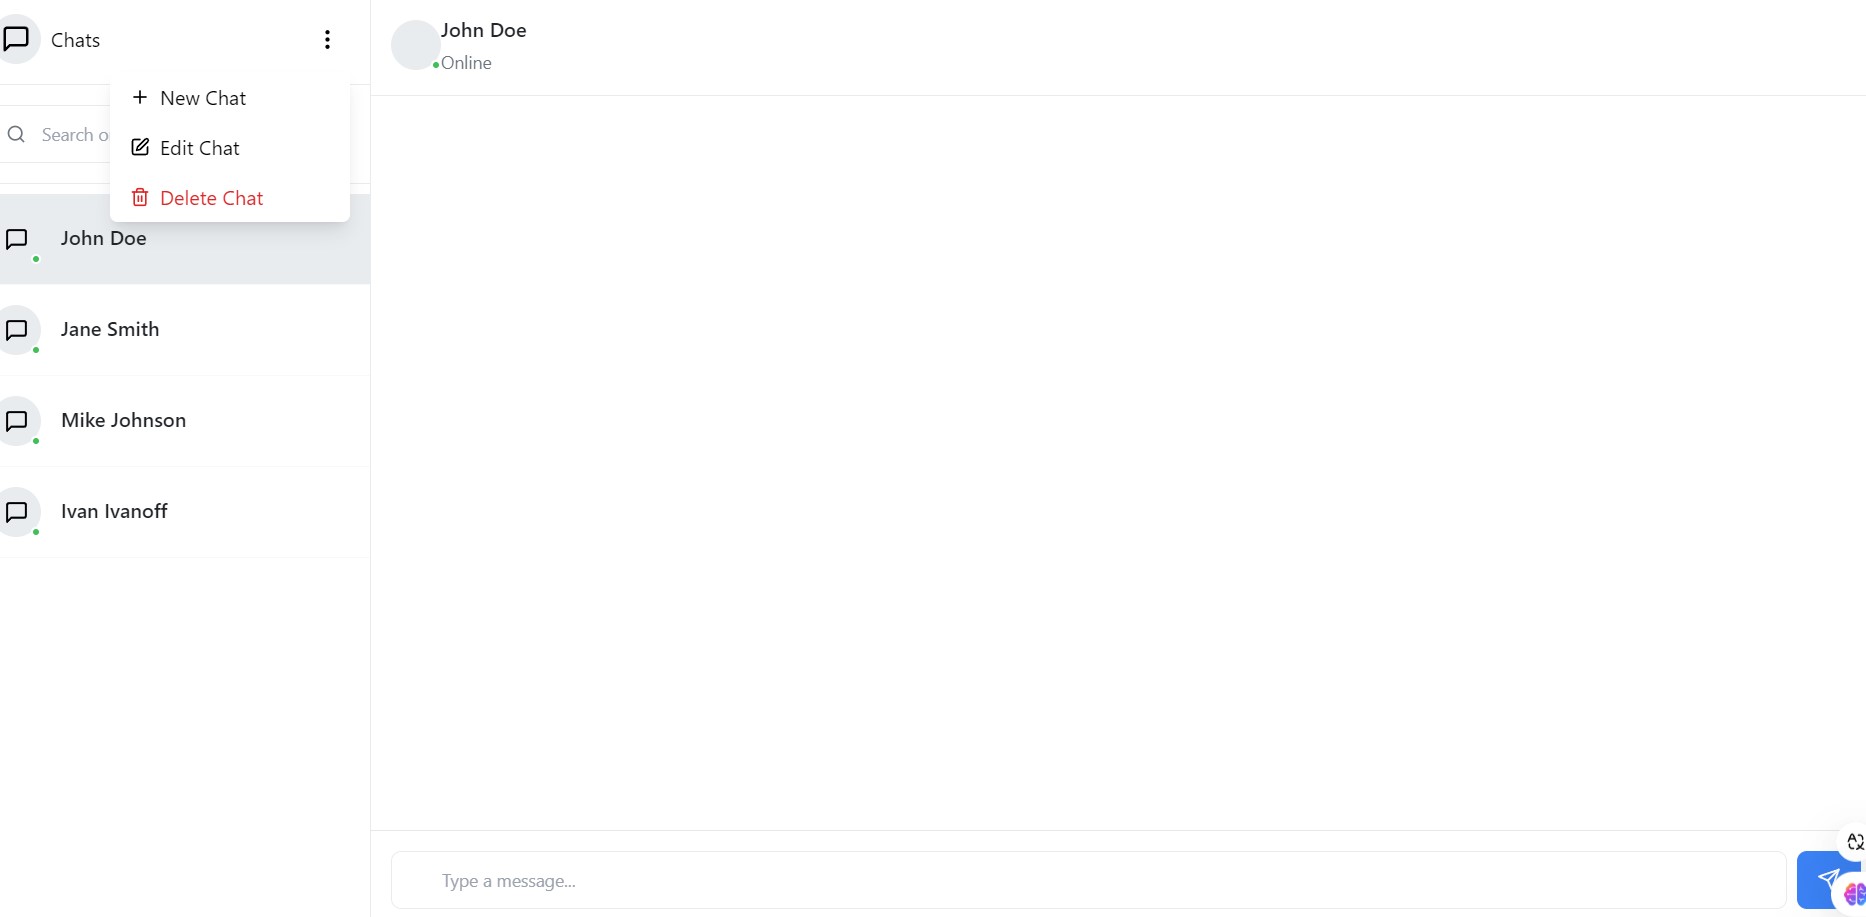 Chats
New Chat
Search
Edit Chat
Delete Chat
John Doe
Jane Smith
Mike Johnson
Ivan Ivanoff
John Doe
Online
Type a message...